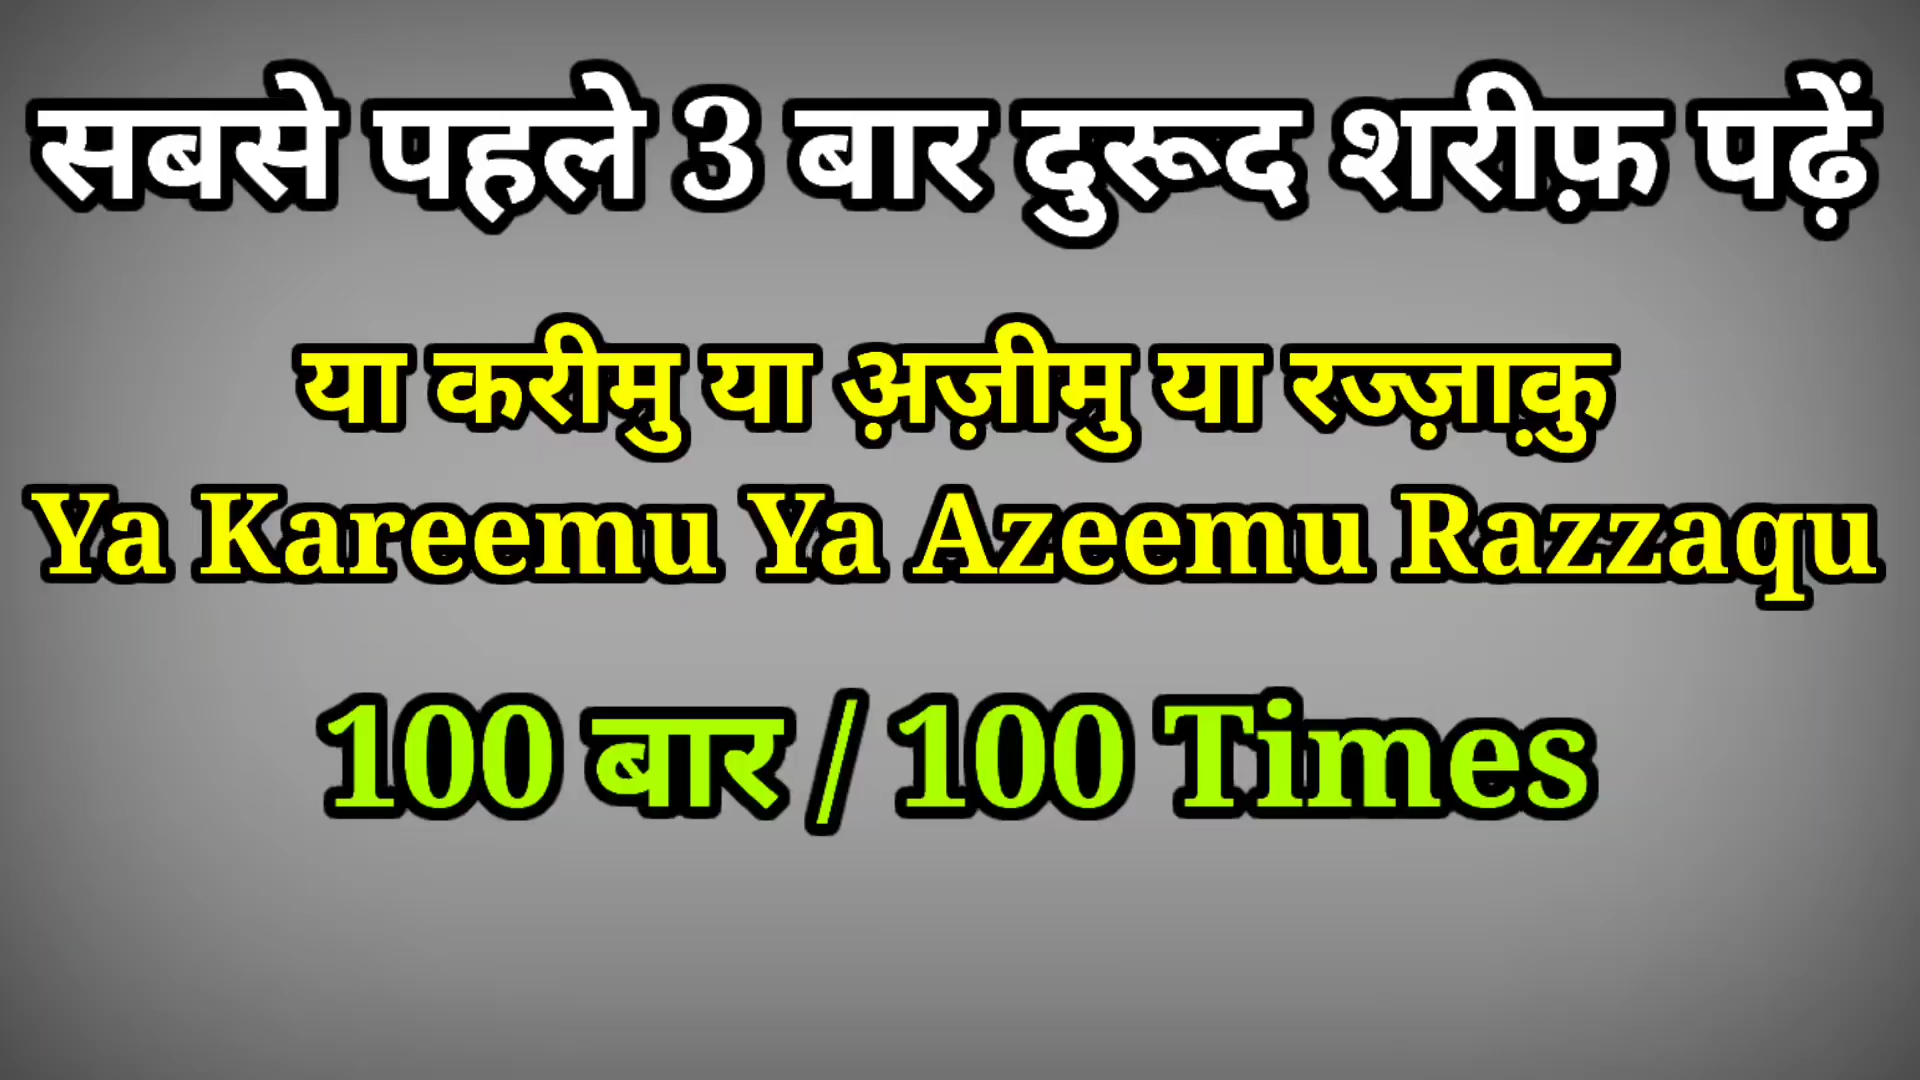 सबसे पहले 3 बार दुरूद शरीफ़ पढ़ें
या करीमु या अ़ज़ीमु या रज्ज़ाक़ु
Ya Kareemu Ya Azeemu Razzaqu
100 बार / 100 Times